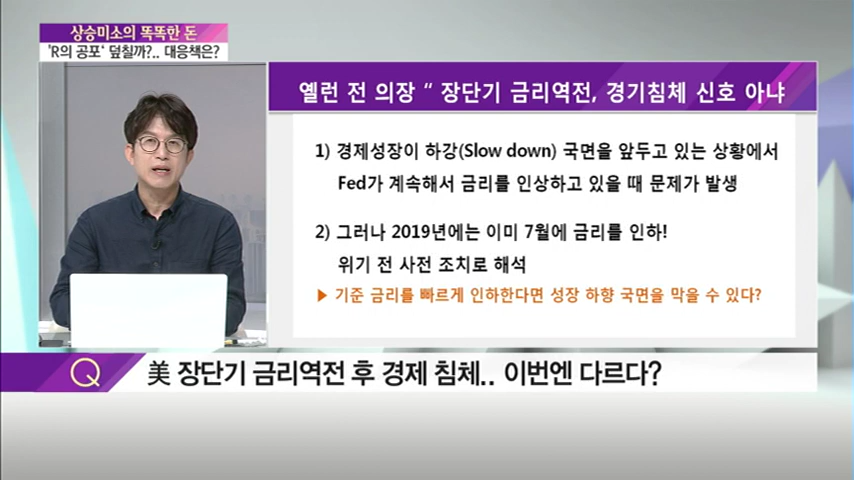 상승미소의 똑똑한 돈
'R의 공포' 덮칠까?.. 대응책은?
옐런 전 의장 “ 장단기 금리역전, 경기침체 신호 아냐
1) 경제성장이 하강(Slow down) 국면을 앞두고 있는 상황에서
Fed가 계속해서 금리를 인상하고 있을 때 문제가 발생
2) 그러나 2019년에는 이미 7월에 금리를 인하!
위기 전 사전 조치로 해석
▶ 기준 금리를 빠르게 인하한다면 성장 하향 국면을 막을 수 있다?
Q 美 장단기 금리역전 후 경제 침체.. 이번엔 다르다?